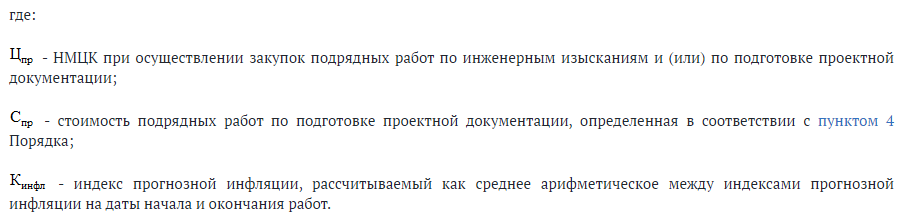 где:
Цпр - НМЦК при осуществлении закупок подрядных работ по инженерным изысканиям и (или) по подготовке проектной
документации;
Спр - стоимость подрядных работ по подготовке проектной документации, определенная в соответствии с пунктом 4
Порядка;
Кинфл - индекс прогнозной инфляции, рассчитываемый как среднее арифметическое между индексами прогнозной
инфляции на даты начала и окончания работ.